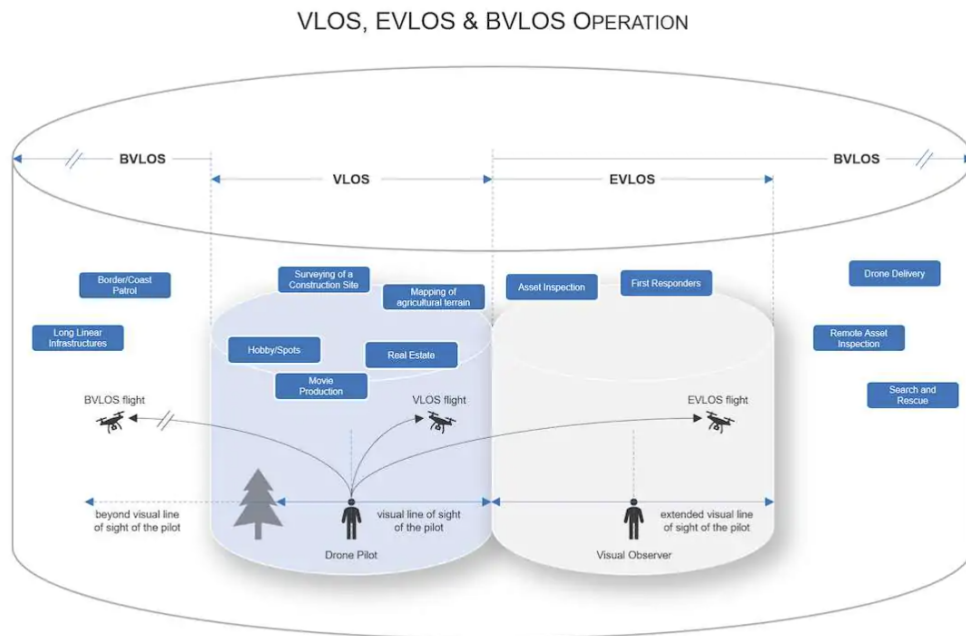 VLOS, EVLOS & BVLOS OPERATION
BVLOS
BVLOS
VLOS
EVLOS
Border/Coast
Patrol
Surveying of a
Construction Site
Mapping of
agricultural terrain
Asset Inspection
First Responders
Drone Delivery
Long Linear
Infrastructures
Hobby/Spots
Real Estate
Movie
Production
Remote Asset
Inspection
Search and
Rescue
BVLOS flight
VLOS flight
EVLOS flight
beyond visual line
of sight of the pilot
visual line of sight
of the pilot
extended visual line
of sight of the pilot
Drone Pilot
Visual Observer